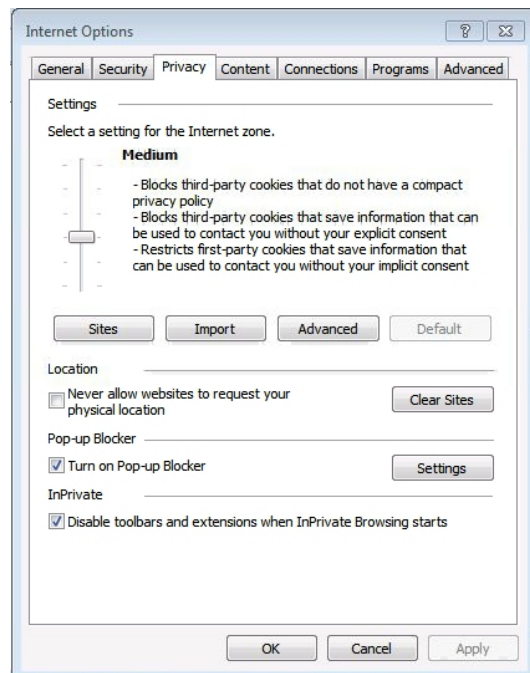 Internet Options
General Security Privacy Content Connections Programs Advanced
Settings
Select a setting for the Internet zone.
Medium
- Blocks third-party cookies that do not have a compact
privacy policy
- Blocks third-party cookies that save information that can
be used to contact you without your explicit consent
- Restricts first-party cookies that save information that
can be used to contact you without your implicit consent
Sites Import Advanced Default
Location
Never allow websites to request your
physical location
Clear Sites
Pop-up Blocker
Turn on Pop-up Blocker
Settings
InPrivate
Disable toolbars and extensions when InPrivate Browsing starts
OK Cancel Apply